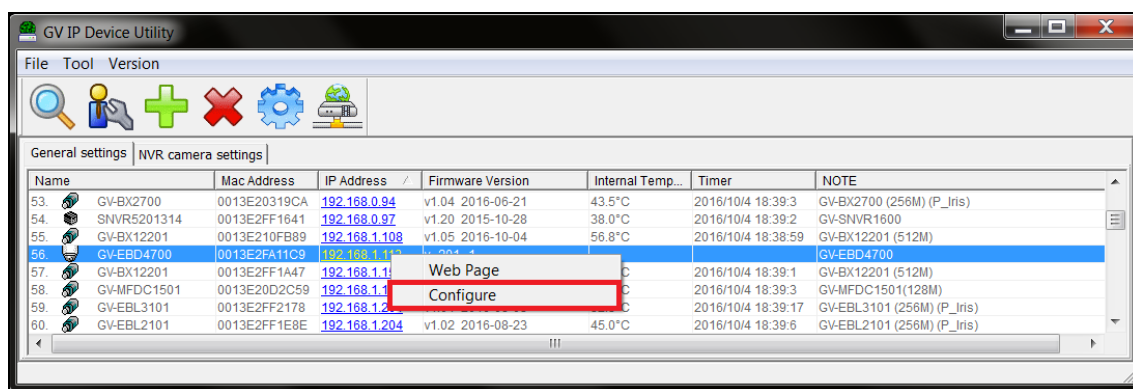 GV IP Device Utility
File Tool Version
General settings NVR camera settings
Name Mac Address IP Address Firmware Version Internal Temp... Timer NOTE
53. GV-BX2700 0013E20319CA 192.168.0.94 v1.04 2016-06-21 43.5°C 2016/10/4 18:39:3 GV-BX2700 (256M) (P_Iris)
54. SNVR5201314 0013E2FF1641 192.168.0.97 v1.20 2015-10-28 38.0°C 2016/10/4 18:39:2 GV-SNVR1600
55. GV-BX12201 0013E210FB89 192.168.1.108 v1.05 2016-10-04 56.8°C 2016/10/4 18:38:59 GV-BX12201 (512M)
56. GV-EBD4700 0013E2FA11C9 GV-EBD4700
Web Page
57. GV-BX12201 0013E2FF1A47 2016/10/4 18:39:1 GV-BX12201 (512M)
Configure
58. GV-MFDC1501 0013E20D2C59 2016/10/4 18:39:3 GV-MFDC1501(128M)
59. GV-EBL3101 0013E2FF2178 2016/10/4 18:39:17 GV-EBL3101 (256M) (P_Iris)
60. GV-EBL2101 0013E2FF1E8E 192.168.1.204 v1.02 2016-08-23 45.0°C 2016/10/4 18:39:6 GV-EBL2101 (256M) (P_Iris)